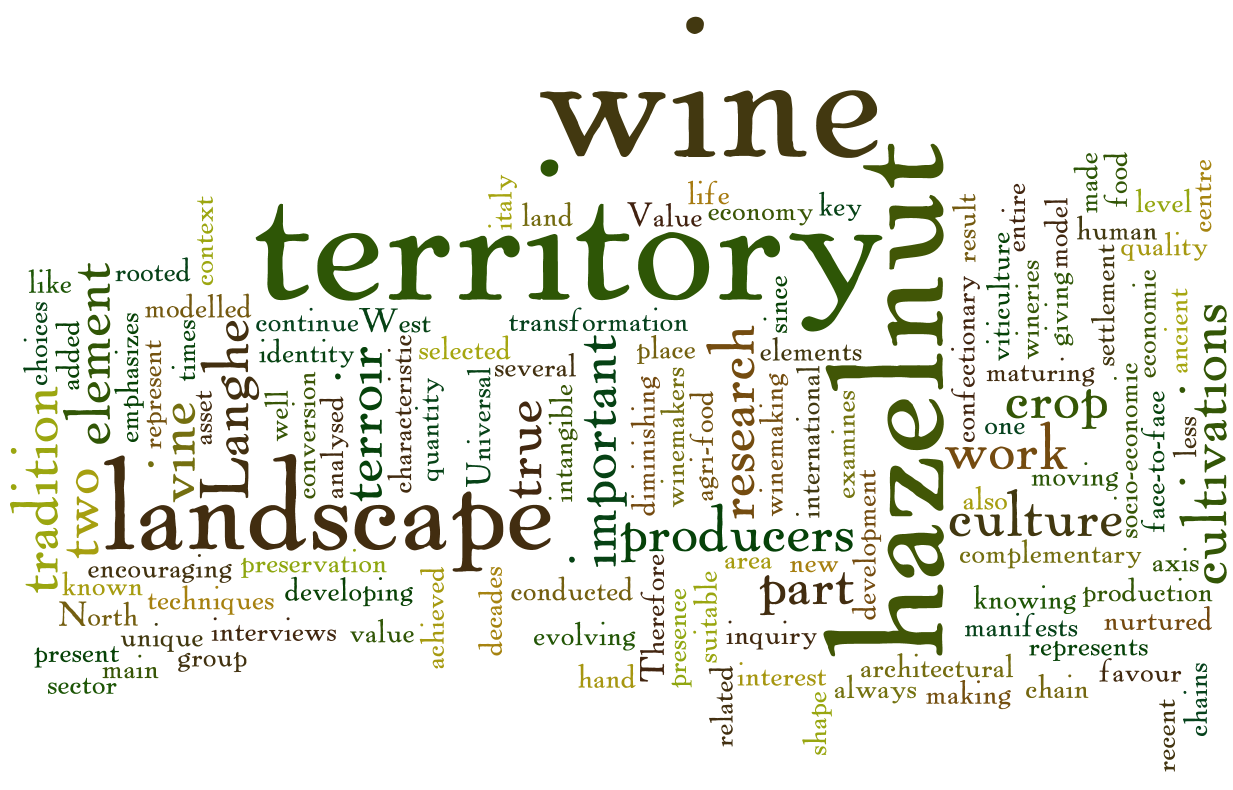 wine
territory
hazelnut
landscape
italy
land
life
Value
economy
key
context
rooted
like
element
choices
added
emphasizes
modelled
represent
times
vine
asset
Langhe
continue
West
identity
well
conversion
analysed
terroir
characteristic
selected
quantity
transformation
several
Universal
true
intangible
important
place
diminishing
winemakers
agri-food
research
since
elements
winemaking
international
examines
development
tradition
two
result
entire
viticulture
wineries
giving
model
made
food
human
level
centre
quality
settlement
economic
ancient
confectionary
maturing
crop
one
work
moving
socio-economic
face-to-face
less
cultivations
also
culture
complementary
axis
producers
area
new
part
encouraging
preservation
known
techniques
developing
North
unique
interviews
value
achieved
decades
conducted
evolving
Therefore
presence
suitable
inquiry
present
main
group
sector
hand
related
interest
shape
architectural
always
making
chain
knowing
production
manifests
nurtured
represents
favour
recent
chains